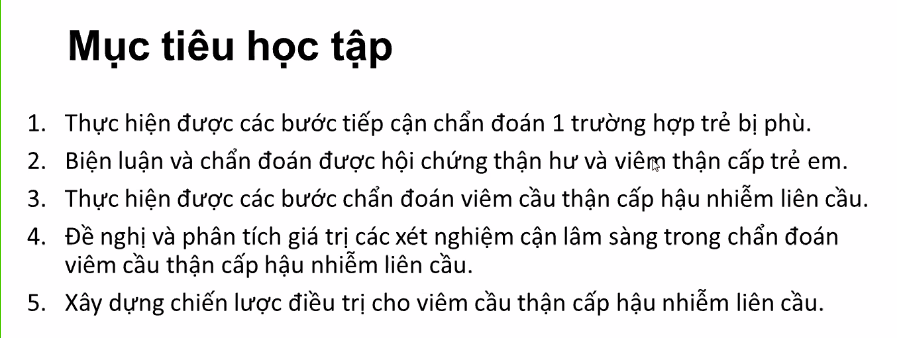 Mục tiêu học tập
1. Thực hiện được các bước tiếp cận chẩn đoán 1 trường hợp trẻ bị phù.
2. Biện luận và chẩn đoán được hội chứng thận hư và viêm thận cấp trẻ em.
3. Thực hiện được các bước chẩn đoán viêm cầu thận cấp hậu nhiễm liên cầu.
4. Đề nghị và phân tích giá trị các xét nghiệm cận lâm sàng trong chẩn đoán
viêm cầu thận cấp hậu nhiễm liên cầu.
5. Xây dựng chiến lược điều trị cho viêm cầu thận cấp hậu nhiễm liên cầu.